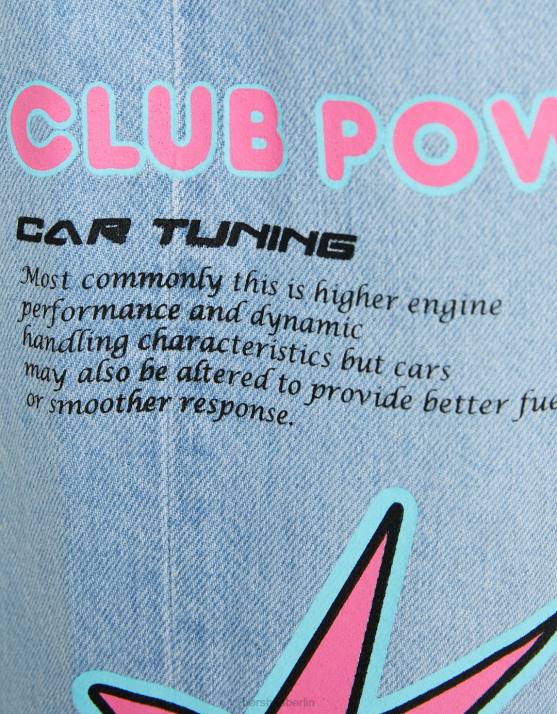 CLUB POW
CAR TUNING
Most commonly this is higher engine
performance and dynamic
handling characteristics but cars
may also be altered to provide better fue
or smoother response.